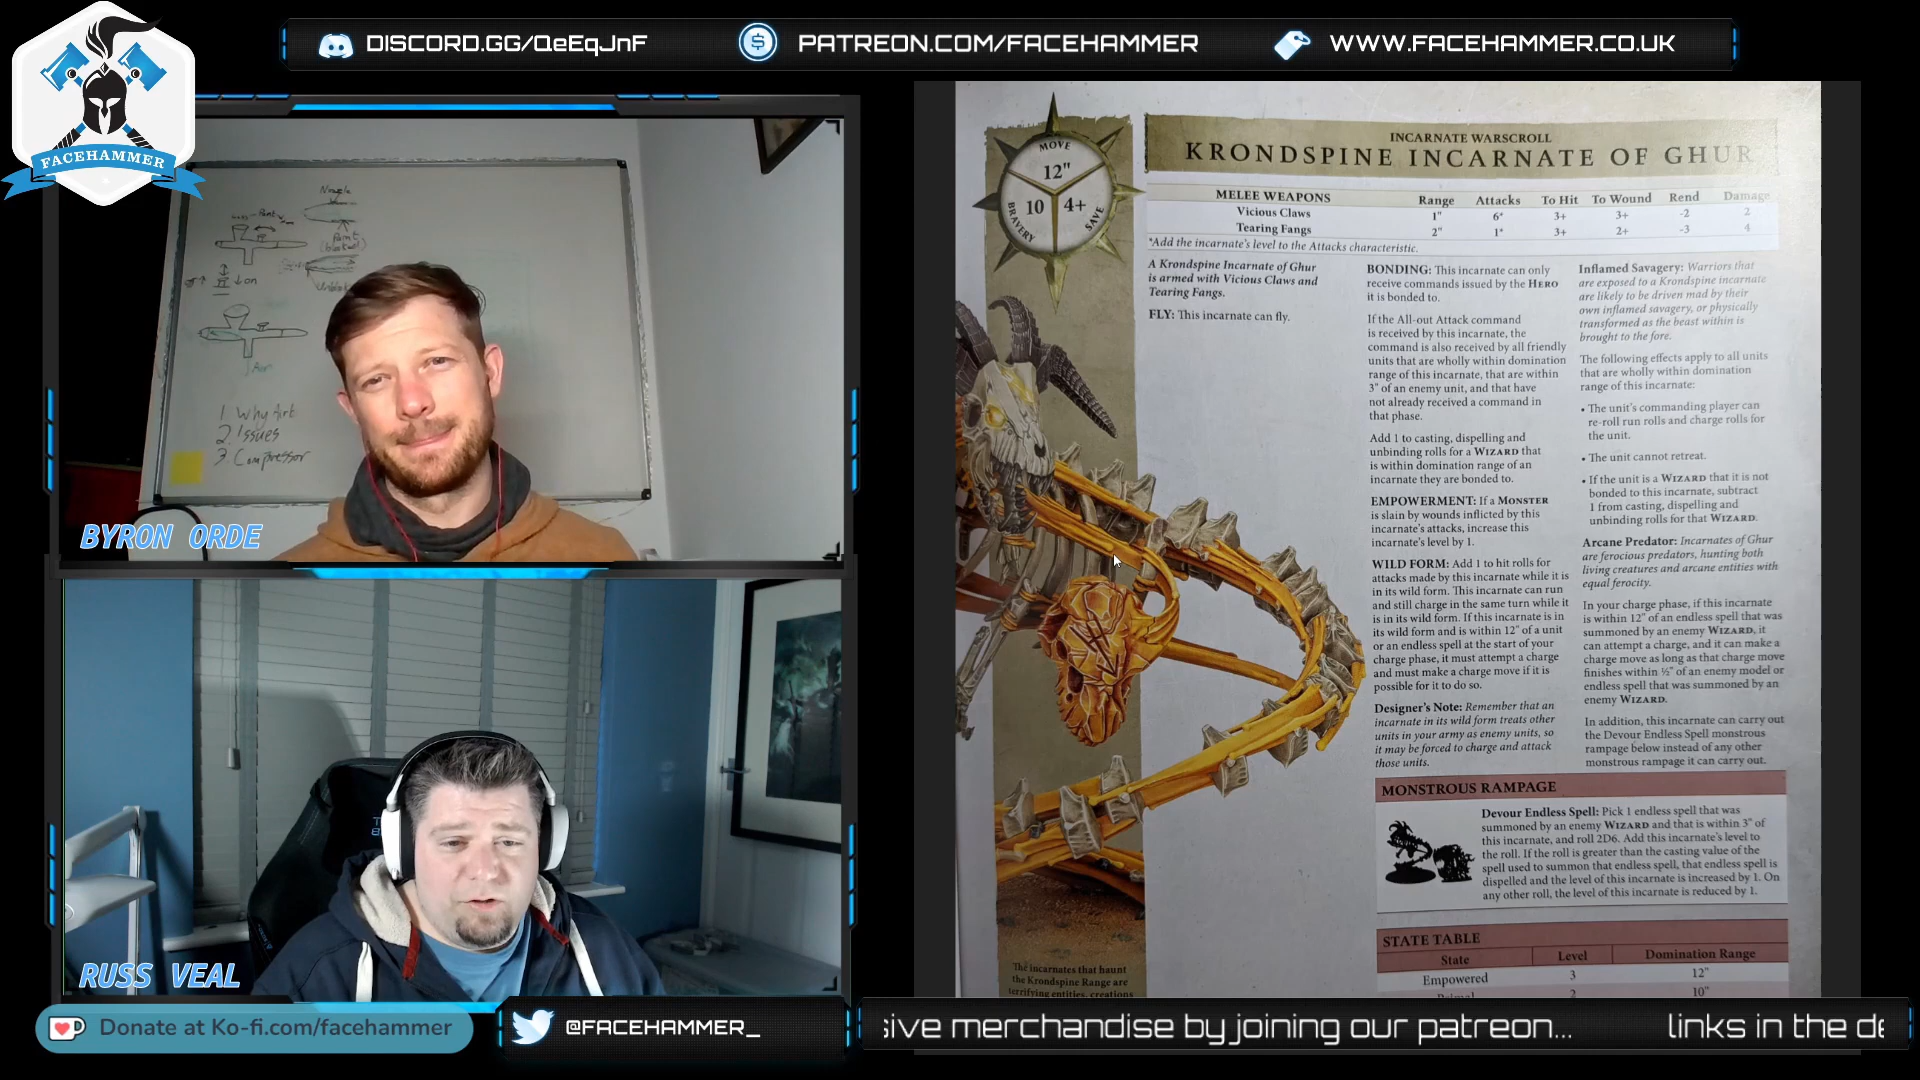 DISCORD.GG/QeEqJnF
PATREON.COM/FACEHAMMER
WWW.FACEHAMMER.CO.UK
FACEHAMMER
1. Why Airb
2. Issues
3. Compressor
BYRON ORDE
RUSS VEAL
Donate at Ko-fi.com/facehammer
@FACEHAMMER_
sive merchandise by joining our patreon...
links in the de
MOVE
12"
10
4+
BRAVERY
SAVE
INCARNATE WARSCROLL
KRONDSPINE INCARNATE OF GHUR
MELEE WEAPONS Range Attacks To Hit To Wound Rend Damage
Vicious Claws 1" 6* 3+ 3+ -2 2
Tearing Fangs 2" 1* 3+ 2+ -3 4
*Add the incarnate's level to the Attacks characteristic.
A Krondspine Incarnate of Ghur
is armed with Vicious Claws and
Tearing Fangs.
FLY: This incarnate can fly.
BONDING: This incarnate can only
receive commands issued by the HERO
it is bonded to.
If the All-out Attack command
is received by this incarnate, the
command is also received by all friendly
units that are wholly within domination
range of this incarnate, that are within
3" of an enemy unit, and that have
not already received a command in
that phase.
Add 1 to casting, dispelling and
unbinding rolls for a WIZARD that
is within domination range of an
incarnate they are bonded to.
EMPOWERMENT: If a MONSTER
is slain by wounds inflicted by this
incarnate's attacks, increase this
incarnate's level by 1.
WILD FORM: Add 1 to hit rolls for
attacks made by this incarnate while it is
in its wild form. This incarnate can run
and still charge in the same turn while it
is in its wild form. If this incarnate is in
its wild form and is within 12" of a unit
or an endless spell at the start of your
charge phase, it must attempt a charge
and must make a charge move if it is
possible for it to do so.
Designer's Note: Remember that an
incarnate in its wild form treats other
units in your army as enemy units, so
it may be forced to charge and attack
those units.
Inflamed Savagery: Warriors that
are exposed to a Krondspine incarnate
are likely to be driven mad by their
own inflamed savagery, or physically
transformed as the beast within is
brought to the fore.
The following effects apply to all units
that are wholly within domination
range of this incarnate:
• The unit's commanding player can
re-roll run rolls and charge rolls for
the unit.
• The unit cannot retreat.
• If the unit is a WIZARD that it is not
bonded to this incarnate, subtract
1 from casting, dispelling and
unbinding rolls for that WIZARD.
Arcane Predator: Incarnates of Ghur
are ferocious predators, hunting both
living creatures and arcane entities with
equal ferocity.
In your charge phase, if this incarnate
is within 12" of an endless spell that was
summoned by an enemy WIZARD, it
can attempt a charge, and it can make a
charge move as long as that charge move
finishes within ½" of an enemy model or
endless spell that was summoned by an
enemy WIZARD.
In addition, this incarnate can carry out
the Devour Endless Spell monstrous
rampage below instead of any other
monstrous rampage it can carry out.
MONSTROUS RAMPAGE
Devour Endless Spell: Pick 1 endless spell that was
summoned by an enemy WIZARD and that is within 3" of
this incarnate, and roll 2D6. Add this incarnate's level to
the roll. If the roll is greater than the casting value of the
spell used to summon that endless spell, that endless spell is
dispelled and the level of this incarnate is increased by 1. On
any other roll, the level of this incarnate is reduced by 1.
STATE TABLE
State Level Domination Range
Empowered 3 12"
Primal 2 10"
The incarnates that haunt
the Krondspine Range are
terrifying entities, creations